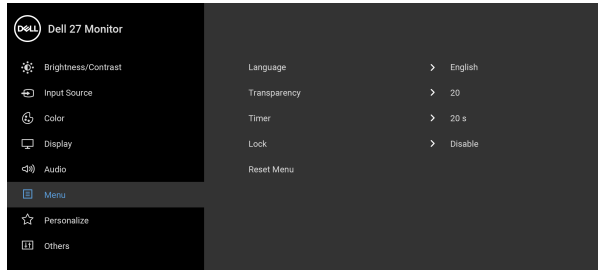 DELL Dell 27 Monitor
Brightness/Contrast
Language English
Input Source
Transparency 20
Color
Timer 20 s
Display
Lock Disable
Audio
Reset Menu
Menu
Personalize
Others